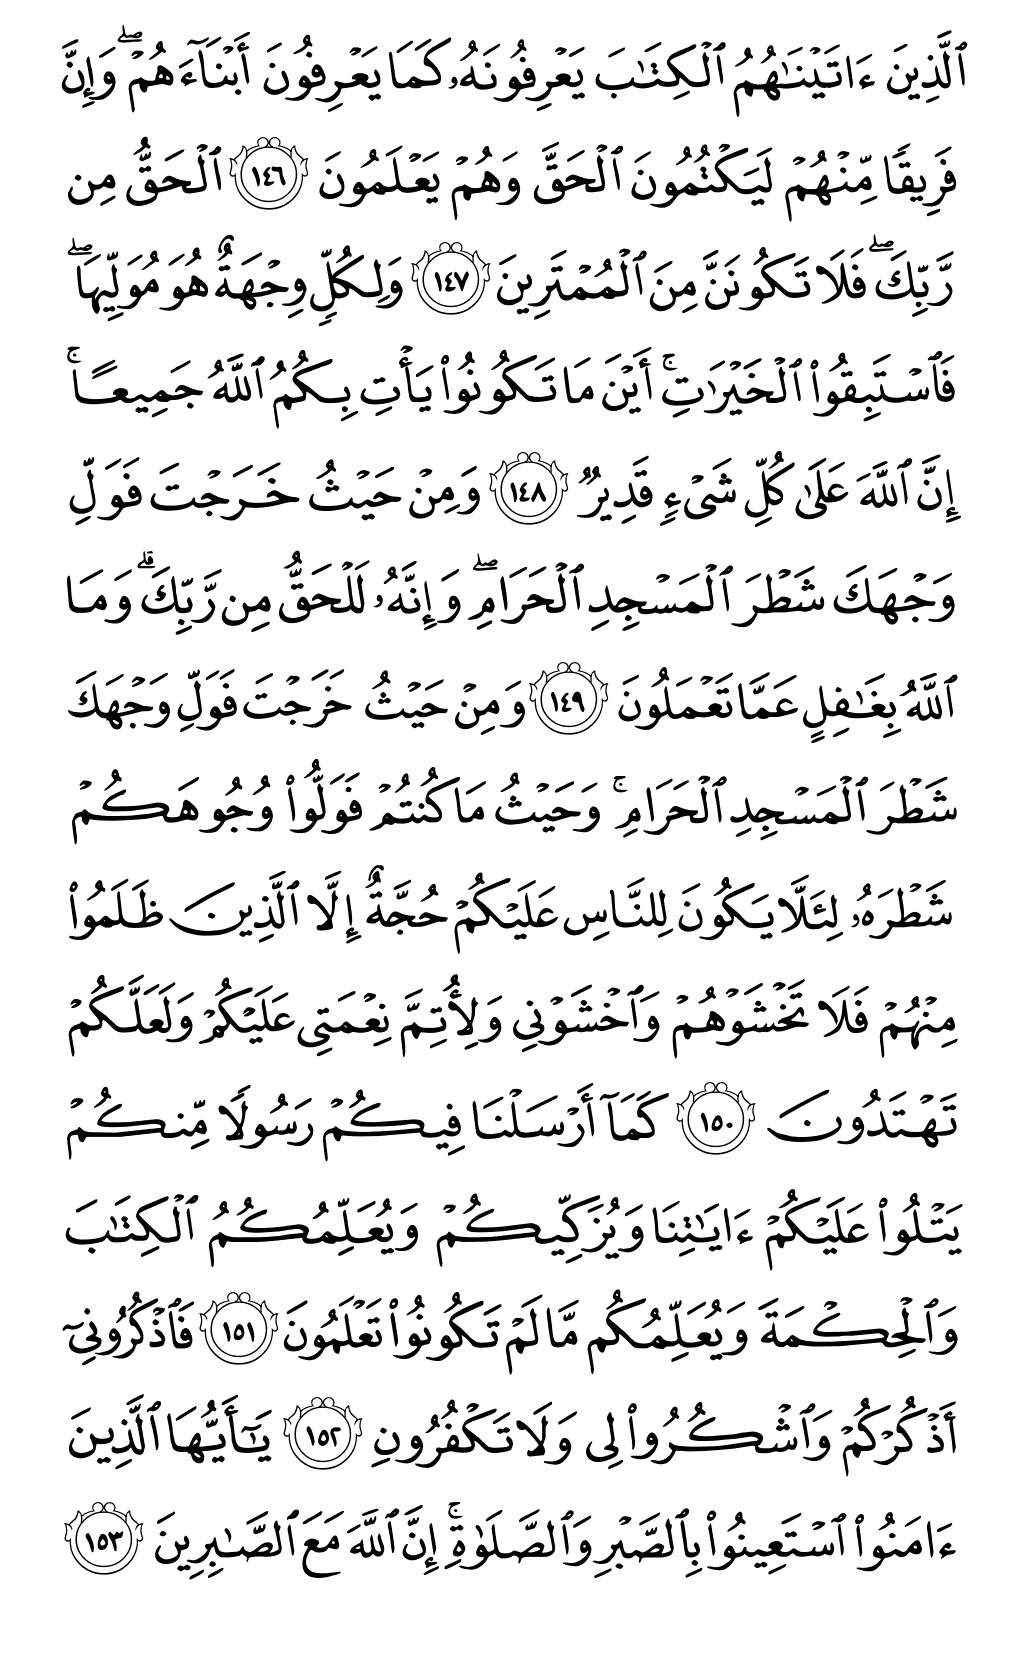 ٱلَّذِينَ ءَاتَيۡنَٰهُمُ ٱلۡكِتَٰبَ يَعۡرِفُونَهُۥ كَمَا يَعۡرِفُونَ أَبۡنَآءَهُمۡۖ وَإِنَّ
فَرِيقٗا مِّنۡهُمۡ لَيَكۡتُمُونَ ٱلۡحَقَّ وَهُمۡ يَعۡلَمُونَ ١٤٦ ٱلۡحَقُّ مِن
رَّبِّكَۖ فَلَا تَكُونَنَّ مِنَ ٱلۡمُمۡتَرِينَ ١٤٧ وَلِكُلّٖ وِجۡهَةٌ هُوَ مُوَلِّيهَاۖ
فَٱسۡتَبِقُواْ ٱلۡخَيۡرَٰتِۚ أَيۡنَ مَا تَكُونُواْ يَأۡتِ بِكُمُ ٱللَّهُ جَمِيعًاۚ
إِنَّ ٱللَّهَ عَلَىٰ كُلِّ شَيۡءٖ قَدِيرٞ ١٤٨ وَمِنۡ حَيۡثُ خَرَجۡتَ فَوَلِّ
وَجۡهَكَ شَطۡرَ ٱلۡمَسۡجِدِ ٱلۡحَرَامِۖ وَإِنَّهُۥ لَلۡحَقُّ مِن رَّبِّكَۗ وَمَا
ٱللَّهُ بِغَٰفِلٍ عَمَّا تَعۡمَلُونَ ١٤٩ وَمِنۡ حَيۡثُ خَرَجۡتَ فَوَلِّ وَجۡهَكَ
شَطۡرَ ٱلۡمَسۡجِدِ ٱلۡحَرَامِۚ وَحَيۡثُ مَا كُنتُمۡ فَوَلُّواْ وُجُوهَكُمۡ
شَطۡرَهُۥ لِئَلَّا يَكُونَ لِلنَّاسِ عَلَيۡكُمۡ حُجَّةٌ إِلَّا ٱلَّذِينَ ظَلَمُواْ
مِنۡهُمۡ فَلَا تَخۡشَوۡهُمۡ وَٱخۡشَوۡنِي وَلِأُتِمَّ نِعۡمَتِي عَلَيۡكُمۡ وَلَعَلَّكُمۡ
تَهۡتَدُونَ ١٥٠ كَمَآ أَرۡسَلۡنَا فِيكُمۡ رَسُولٗا مِّنكُمۡ
يَتۡلُواْ عَلَيۡكُمۡ ءَايَٰتِنَا وَيُزَكِّيكُمۡ وَيُعَلِّمُكُمُ ٱلۡكِتَٰبَ
وَٱلۡحِكۡمَةَ وَيُعَلِّمُكُم مَّا لَمۡ تَكُونُواْ تَعۡلَمُونَ ١٥١ فَٱذۡكُرُونِيٓ
أَذۡكُرۡكُمۡ وَٱشۡكُرُواْ لِي وَلَا تَكۡفُرُونِ ١٥٢ يَٰٓأَيُّهَا ٱلَّذِينَ
ءَامَنُواْ ٱسۡتَعِينُواْ بِٱلصَّبۡرِ وَٱلصَّلَوٰةِۚ إِنَّ ٱللَّهَ مَعَ ٱلصَّٰبِرِينَ ١٥٣